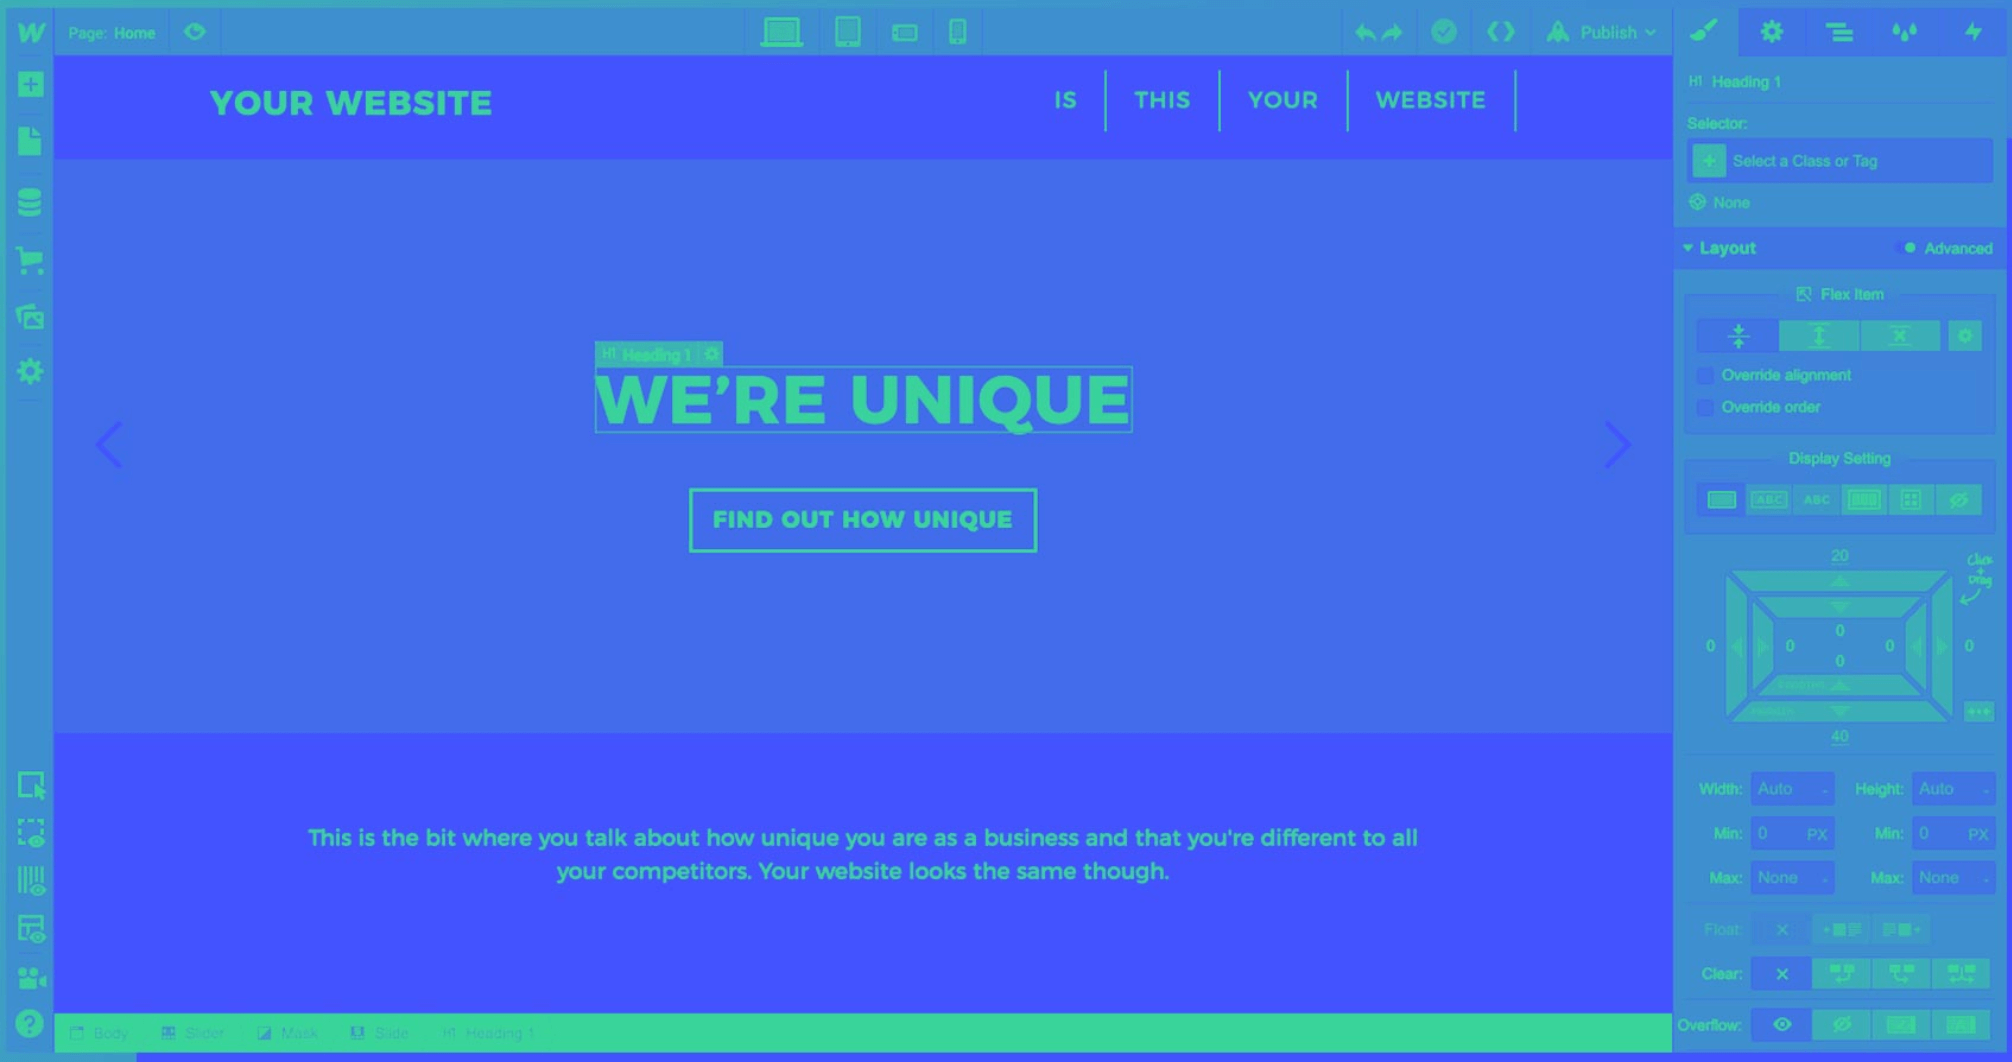 W
Page: Home
Publish
YOUR WEBSITE
IS
THIS
YOUR
WEBSITE
H1 Heading 1
WE'RE UNIQUE
FIND OUT HOW UNIQUE
This is the bit where you talk about how unique you are as a business and that you're different to all
your competitors. Your website looks the same though.
Body
Slider
Mask
Slide
H1 Heading 1
H1 Heading 1
Selector:
+ Select a Class or Tag
None
Layout
Advanced
Flex Item
Override alignment
Override order
Display Setting
ABC
ABC
20
Click
+
Drag
0
0
0
0
0
0
40
Width: Auto
Height: Auto
Min: 0 PX
Min: 0 PX
Max: None
Max: None
Float:
Clear:
Overflow:
?